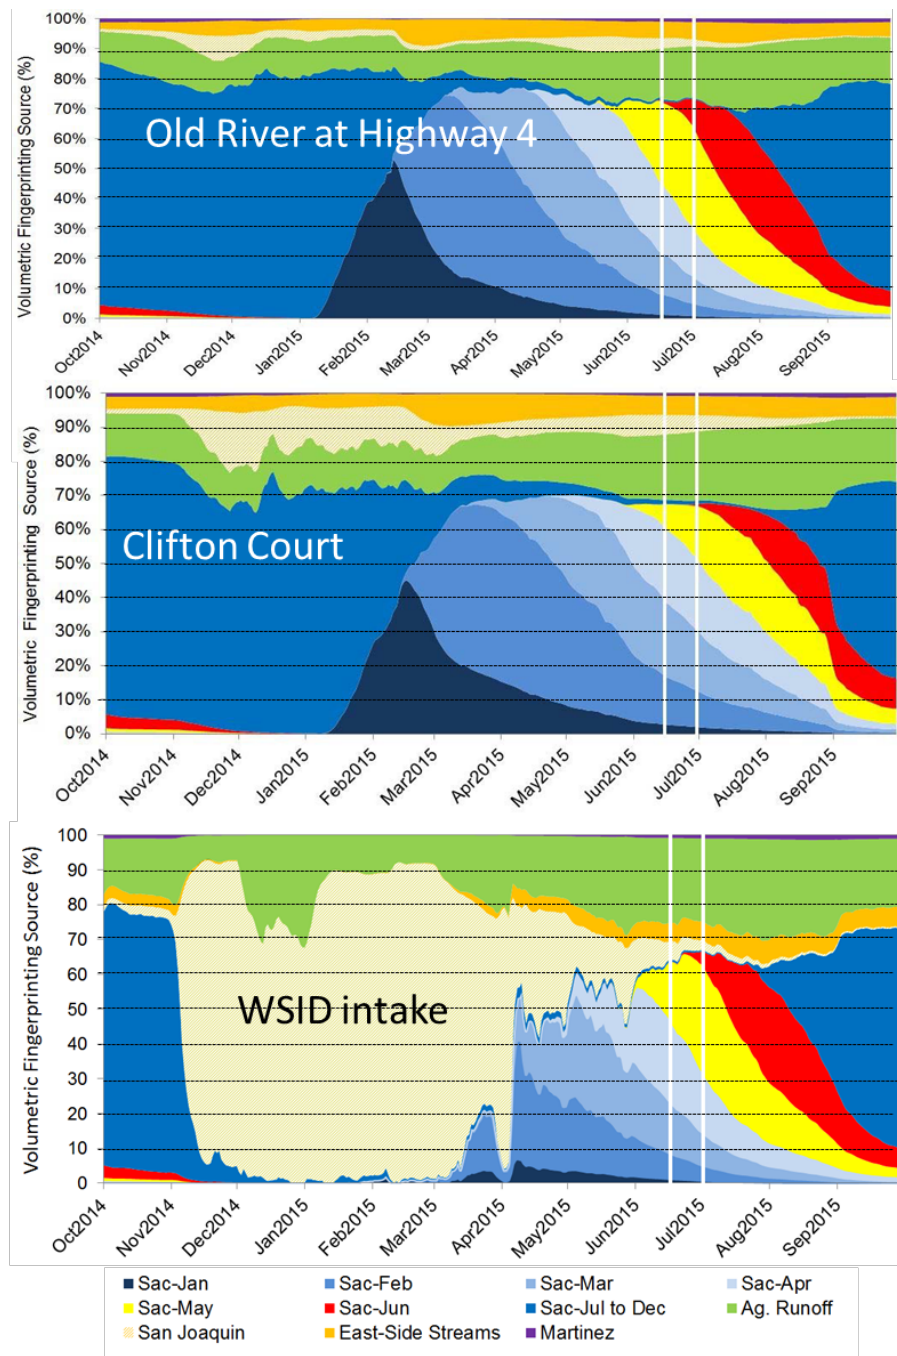 100%
90%
80%
70%
60%
50%
40%
30%
20%
10%
0%
Volumetric Fingerprinting Source (%)
Old River at Highway 4
Oct2014 Nov2014 Dec2014 Jan2015 Feb2015 Mar2015 Apr2015 May2015 Jun2015 Jul2015 Aug2015 Sep2015
100%
90%
80%
70%
60%
50%
40%
30%
20%
10%
0%
Volumetric Fingerprinting Source (%)
Clifton Court
Oct2014 Nov2014 Dec2014 Jan2015 Feb2015 Mar2015 Apr2015 May2015 Jun2015 Jul2015 Aug2015 Sep2015
100
90
80
70
60
50
40
30
20
10
0
Volumetric Fingerprinting Source (%)
WSID intake
Oct2014 Nov2014 Dec2014 Jan2015 Feb2015 Mar2015 Apr2015 May2015 Jun2015 Jul2015 Aug2015 Sep2015
Sac-Jan Sac-Feb Sac-Mar Sac-Apr
Sac-May Sac-Jun Sac-Jul to Dec Ag. Runoff
San Joaquin East-Side Streams Martinez